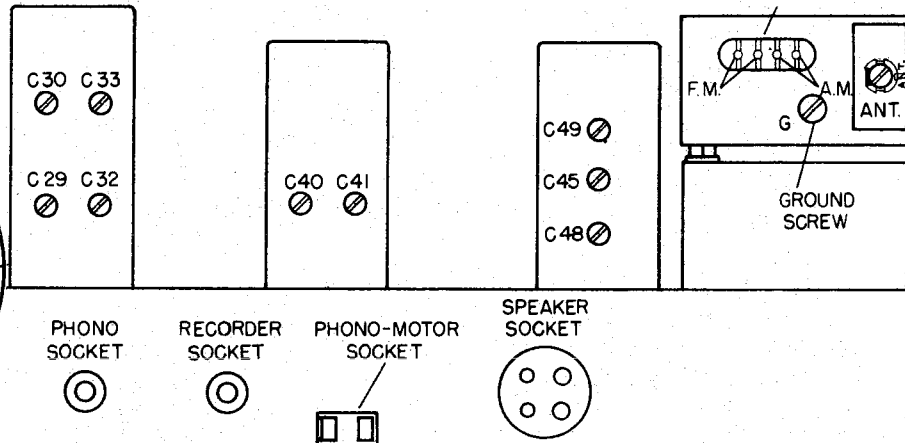 C30 C33
C29 C32
C40 C41
C49
C45
C48
F.M. A.M.
G
ANT.
ANT.
GROUND
SCREW
PHONO
SOCKET
RECORDER
SOCKET
PHONO-MOTOR
SOCKET
SPEAKER
SOCKET